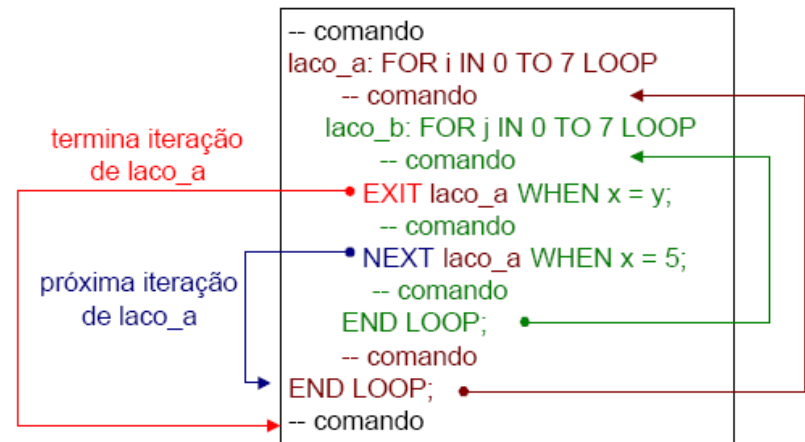 -- comando
laco_a: FOR i IN 0 TO 7 LOOP
-- comando
laco_b: FOR j IN 0 TO 7 LOOP
-- comando
EXIT laco_a WHEN x = y;
-- comando
NEXT laco_a WHEN x = 5;
-- comando
END LOOP;
-- comando
END LOOP;
-- comando
termina iteração
de laco_a
próxima iteração
de laco_a